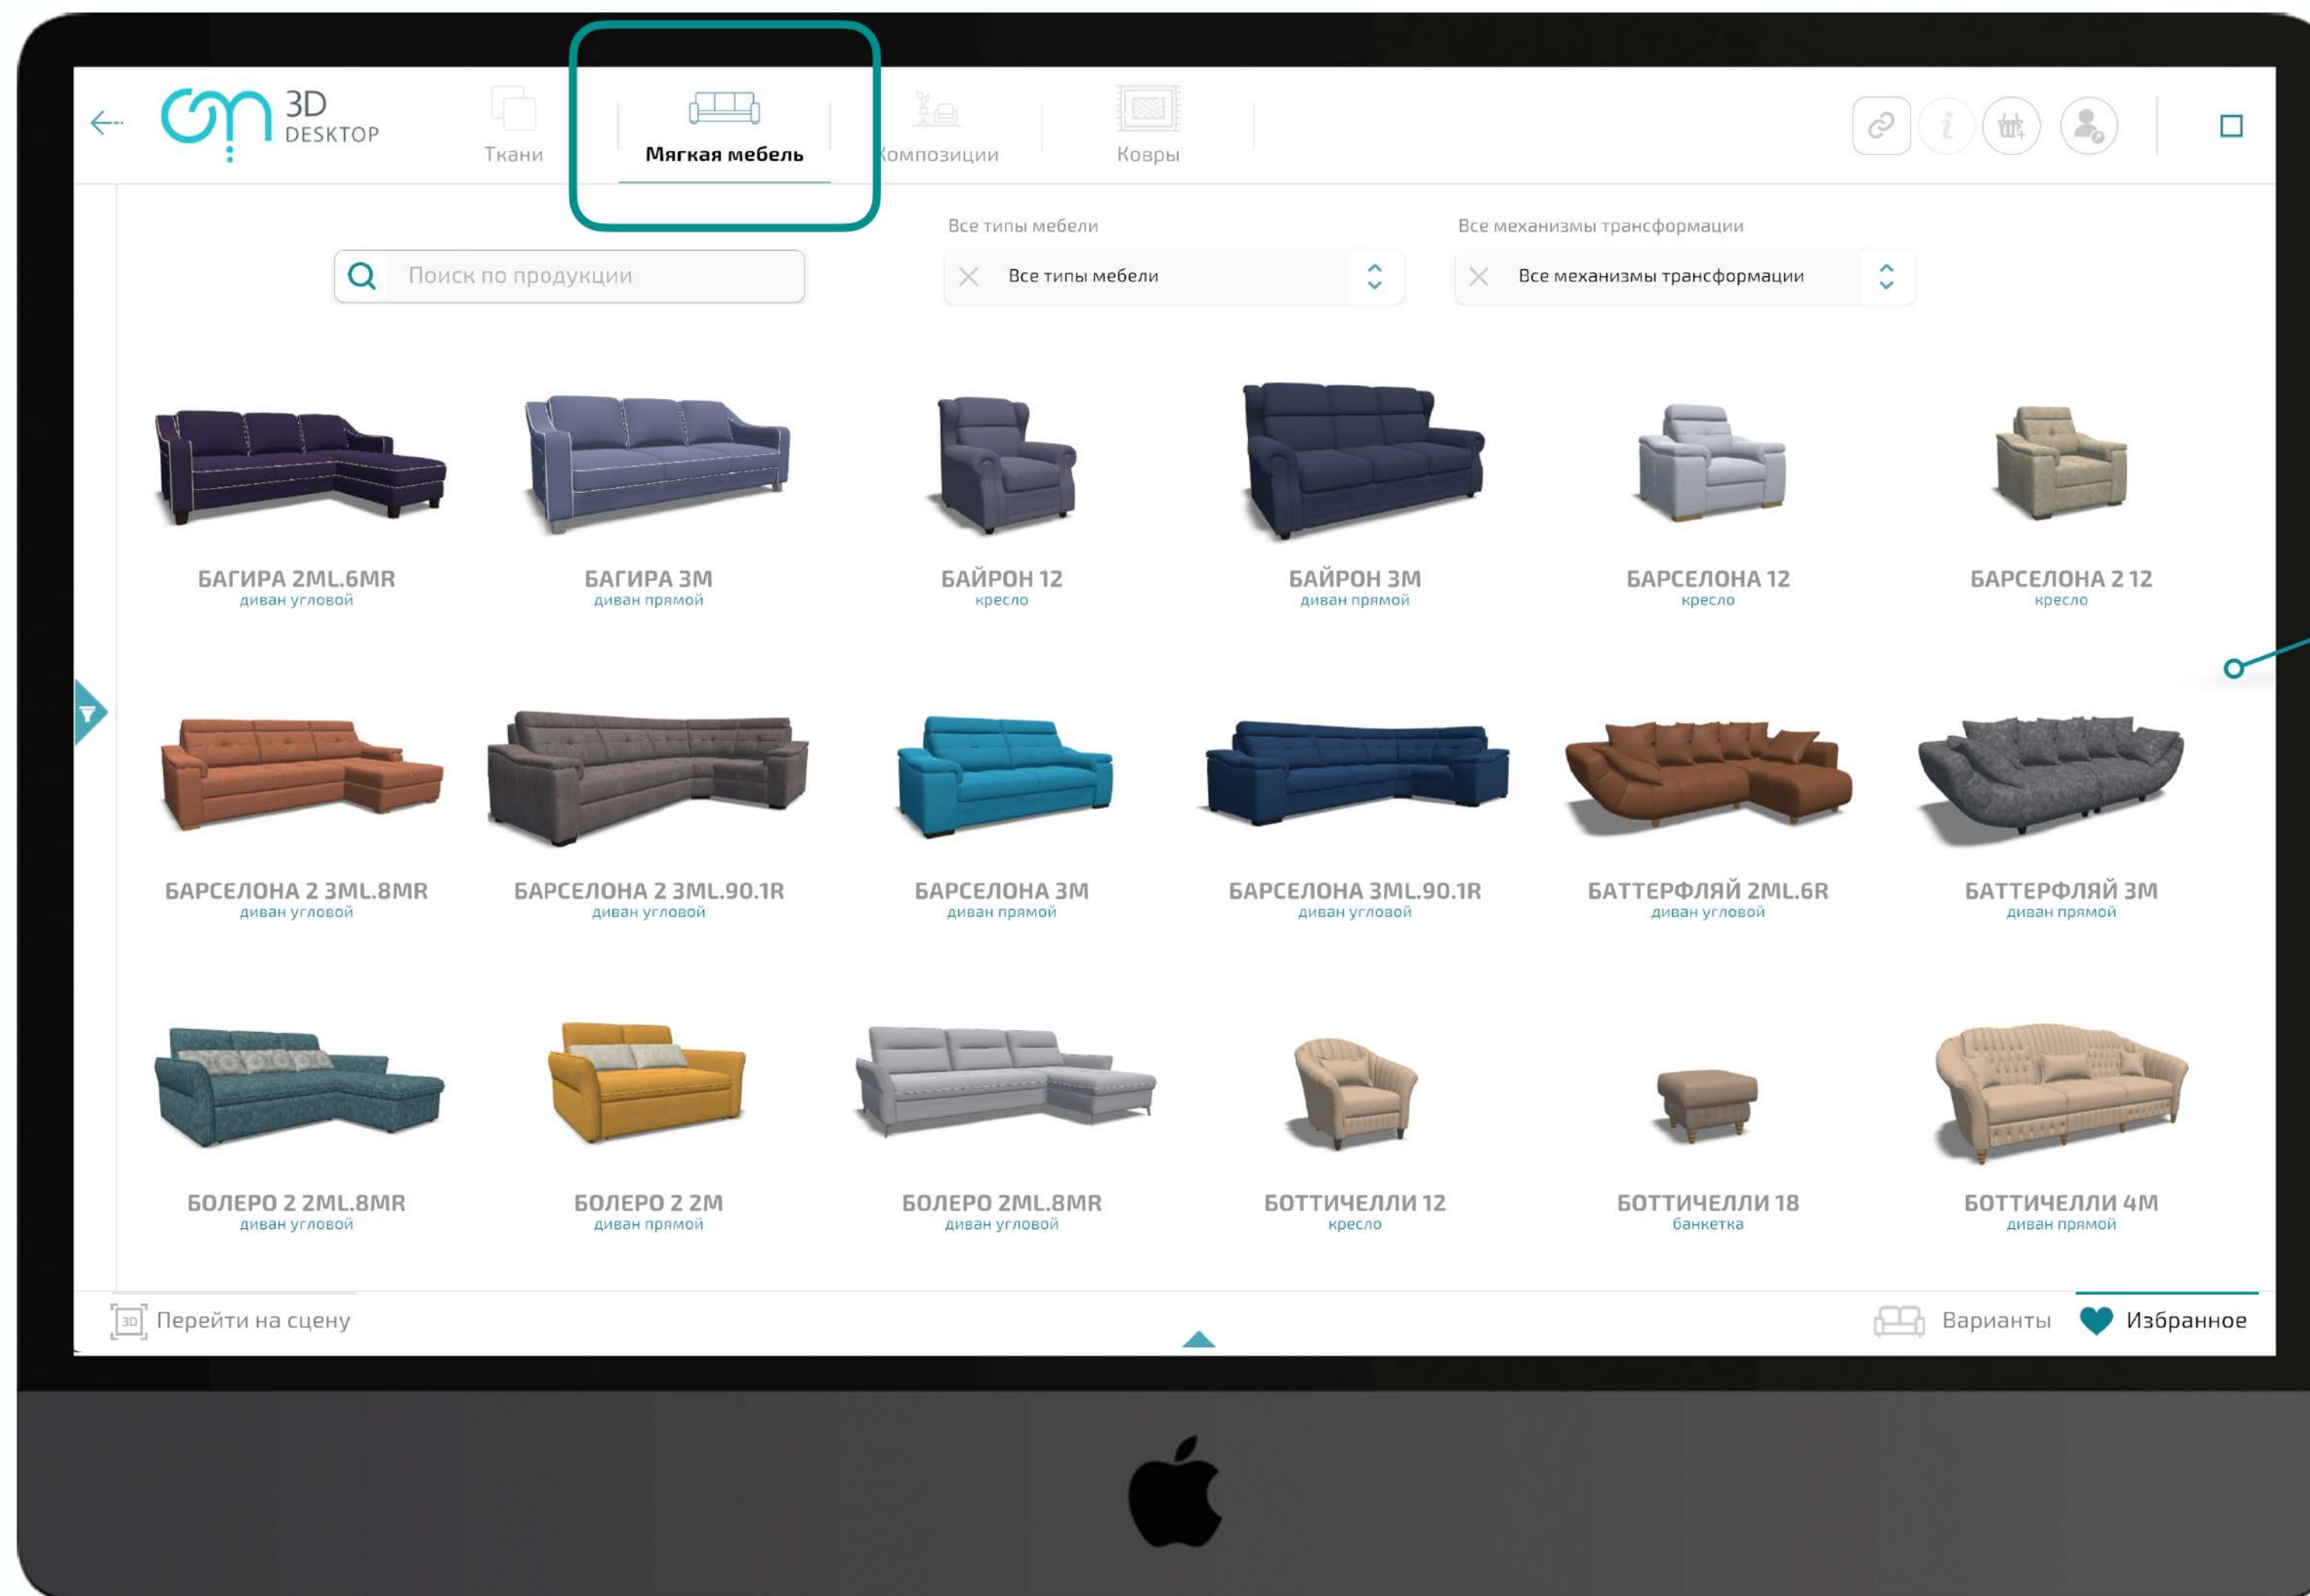 3D
DESKTOP
Ткани
Мягкая мебель
Композиции
Ковры
Все типы мебели
Все механизмы трансформации
Поиск по продукции
Все типы мебели
Все механизмы трансформации
БАГИРА 2ML.6MR
диван угловой
БАГИРА 3М
диван прямой
БАЙРОН 12
кресло
БАЙРОН 3М
диван прямой
БАРСЕЛОНА 12
кресло
БАРСЕЛОНА 2 12
кресло
БАРСЕЛОНА 2 3ML.8MR
диван угловой
БАРСЕЛОНА 2 3ML.90.1R
диван угловой
БАРСЕЛОНА 3М
диван прямой
БАРСЕЛОНА 3ML.90.1R
диван угловой
БАТТЕРФЛЯЙ 2ML.6R
диван угловой
БАТТЕРФЛЯЙ 3М
диван прямой
БОЛЕРО 2 2ML.8MR
диван угловой
БОЛЕРО 2 2М
диван прямой
БОЛЕРО 2ML.8MR
диван угловой
БОТТИЧЕЛЛИ 12
кресло
БОТТИЧЕЛЛИ 18
банкетка
БОТТИЧЕЛЛИ 4М
диван прямой
3D Перейти на сцену
Варианты
Избранное